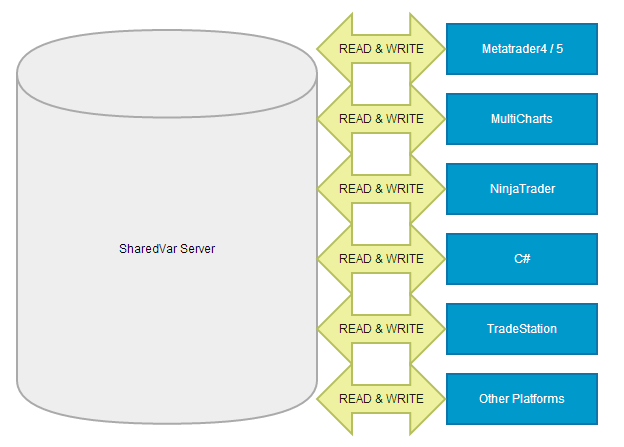 READ & WRITE
Metatrader4 / 5
READ & WRITE
MultiCharts
READ & WRITE
NinjaTrader
SharedVar Server
READ & WRITE
C#
READ & WRITE
TradeStation
READ & WRITE
Other Platforms